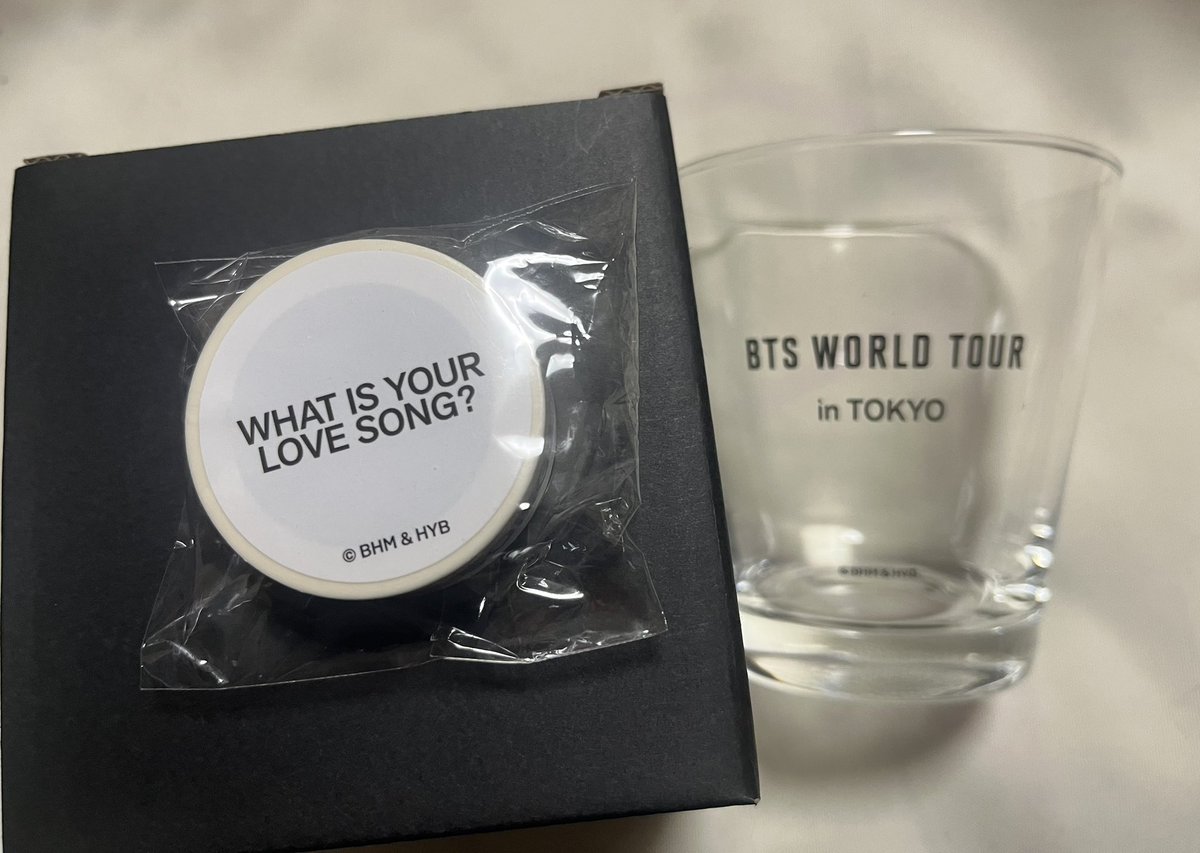 WHAT IS YOUR
LOVE SONG?
© BHM & HYB
BTS WORLD TOUR
in TOKYO
© BHM & HYB